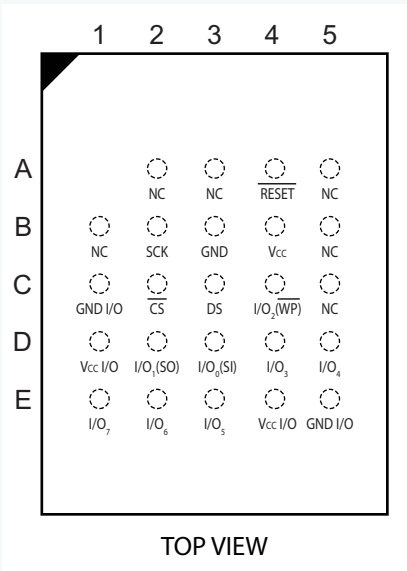 1 2 3 4 5
A
NC NC RESET NC
B
NC SCK GND Vcc NC
C
GND I/O CS DS I/O₂(WP) NC
D
Vcc I/O I/O₁(SO) I/O₀(SI) I/O₃ I/O₄
E
I/O₇ I/O₆ I/O₅ Vcc I/O GND I/O
TOP VIEW